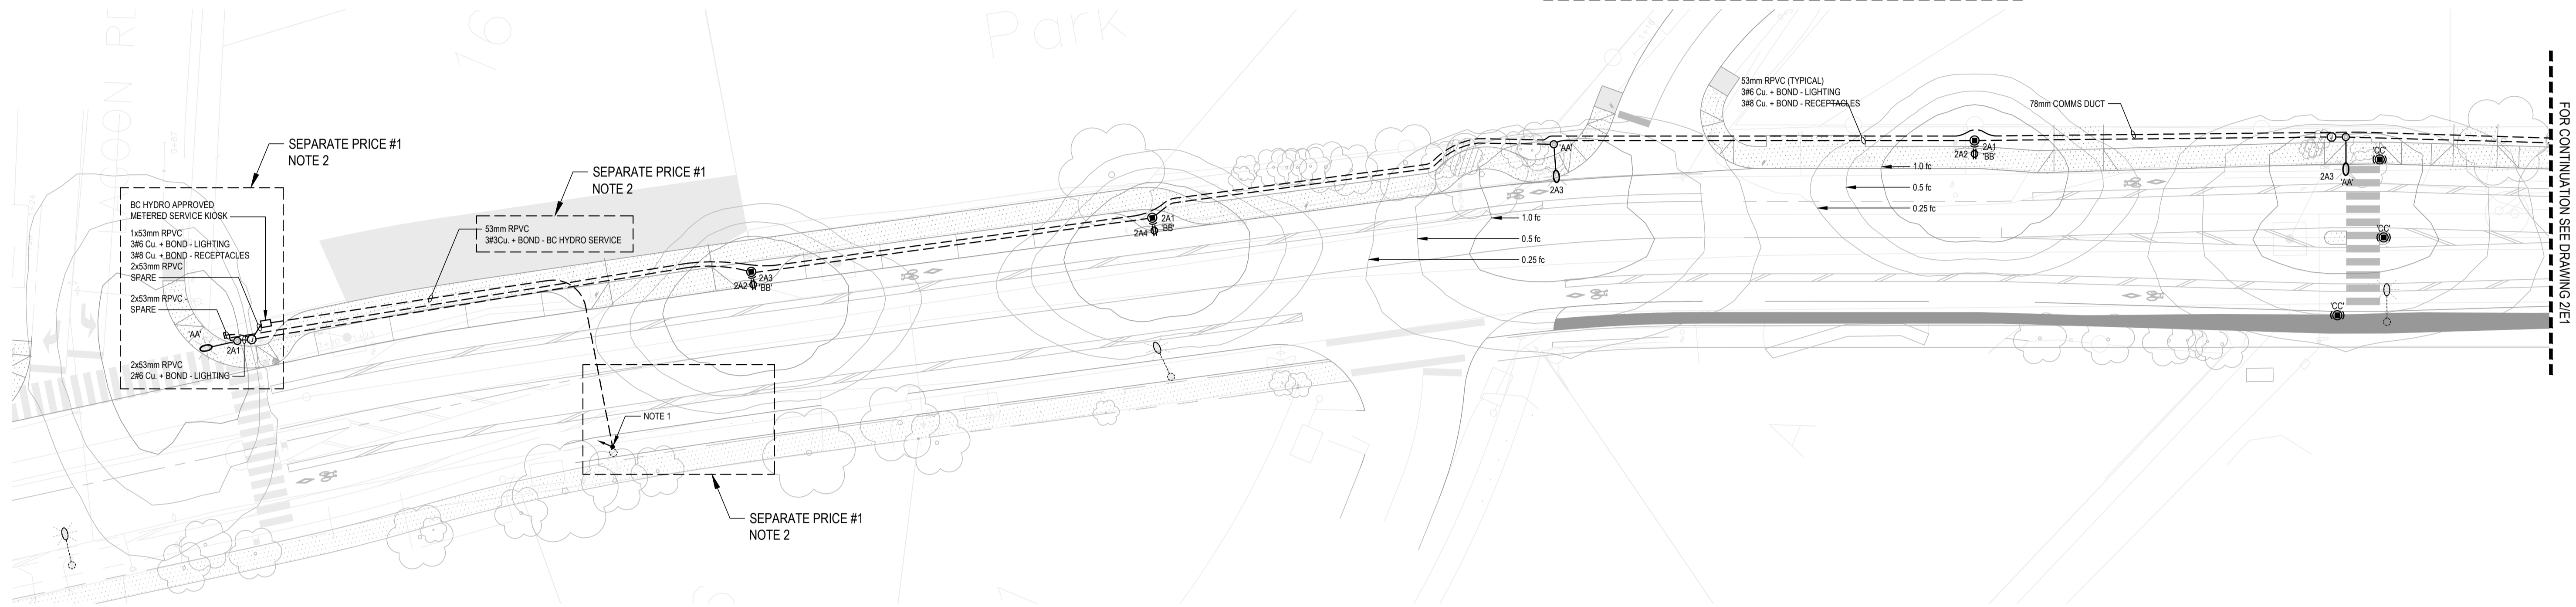 Park
16
SEPARATE PRICE #1
NOTE 2
BC HYDRO APPROVED
METERED SERVICE KIOSK
1x53mm RPVC
3#6 Cu. + BOND - LIGHTING
3#8 Cu. + BOND - RECEPTACLES
2x53mm RPVC
SPARE
2x53mm RPVC -
SPARE
'AA'
2A1
J
2x53mm RPVC
2#6 Cu. + BOND - LIGHTING
SEPARATE PRICE #1
NOTE 2
53mm RPVC
3#3Cu. + BOND - BC HYDRO SERVICE
2A3
2A2
'BB'
NOTE 1
SEPARATE PRICE #1
NOTE 2
2A1
2A4
'BB'
'AA'
2A3
1.0 fc
0.5 fc
0.25 fc
53mm RPVC (TYPICAL)
3#6 Cu. + BOND - LIGHTING
3#8 Cu. + BOND - RECEPTACLES
2A1
2A2
'BB'
1.0 fc
0.5 fc
0.25 fc
78mm COMMS DUCT
J
2A3
'AA'
'CC'
'CC'
'CC'
FOR CONTINUATION SEE DRAWING 2/E1